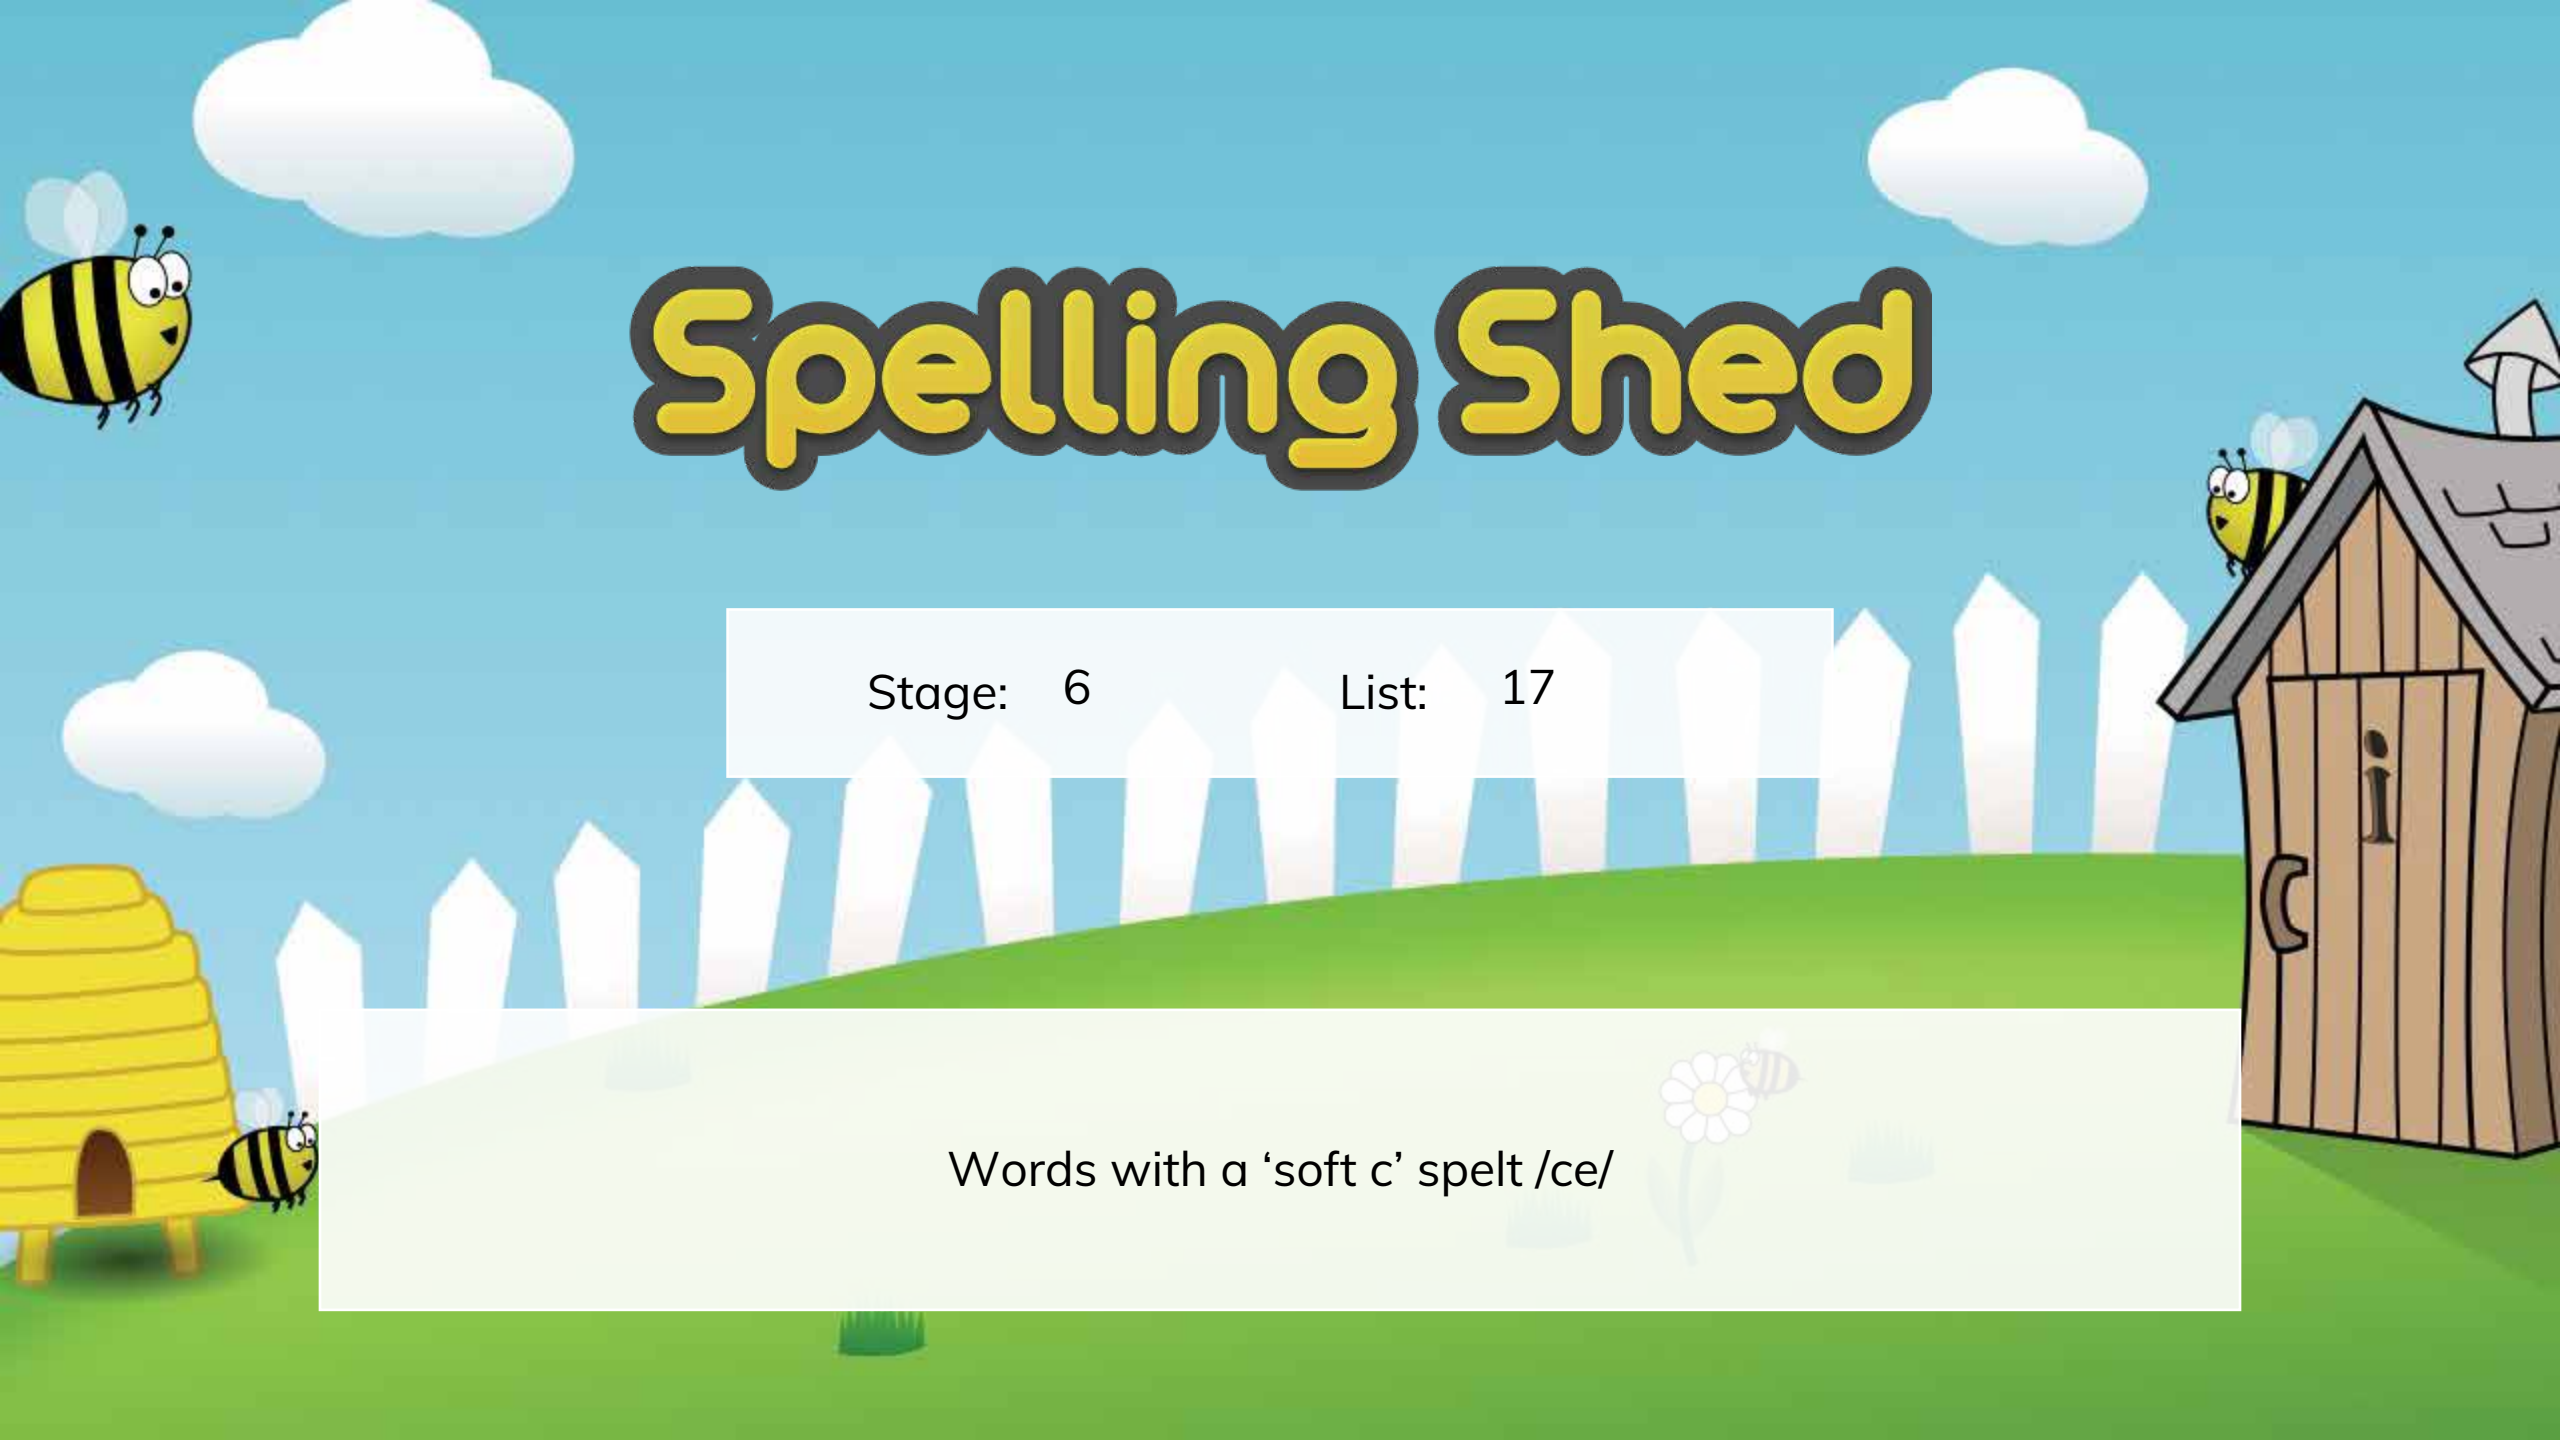 Spelling Shed
Stage: 6 List: 17
i
Words with a ‘soft c’ spelt /ce/